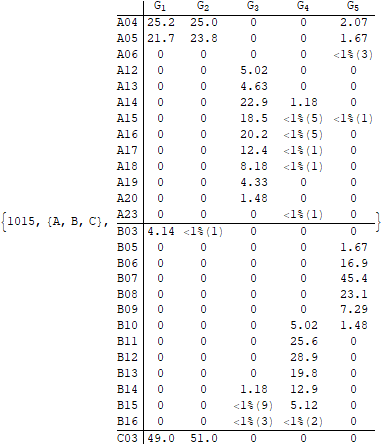 G1 G2 G3 G4 G5
A04 25.2 25.0 0 0 2.07
A05 21.7 23.8 0 0 1.67
A06 0 0 0 0 <1%(3)
A12 0 0 5.02 0 0
A13 0 0 4.63 0 0
A14 0 0 22.9 1.18 0
A15 0 0 18.5 <1%(5) <1%(1)
A16 0 0 20.2 <1%(5) 0
A17 0 0 12.4 <1%(1) 0
A18 0 0 8.18 <1%(1) 0
A19 0 0 4.33 0 0
A20 0 0 1.48 0 0
{1015, {A, B, C}, A23 0 0 0 <1%(1) 0 }
B03 4.14 <1%(1) 0 0 0
B05 0 0 0 0 1.67
B06 0 0 0 0 16.9
B07 0 0 0 0 45.4
B08 0 0 0 0 23.1
B09 0 0 0 0 7.29
B10 0 0 0 5.02 1.48
B11 0 0 0 25.6 0
B12 0 0 0 28.9 0
B13 0 0 0 19.8 0
B14 0 0 1.18 12.9 0
B15 0 0 <1%(9) 5.12 0
B16 0 0 <1%(3) <1%(2) 0
C03 49.0 51.0 0 0 0